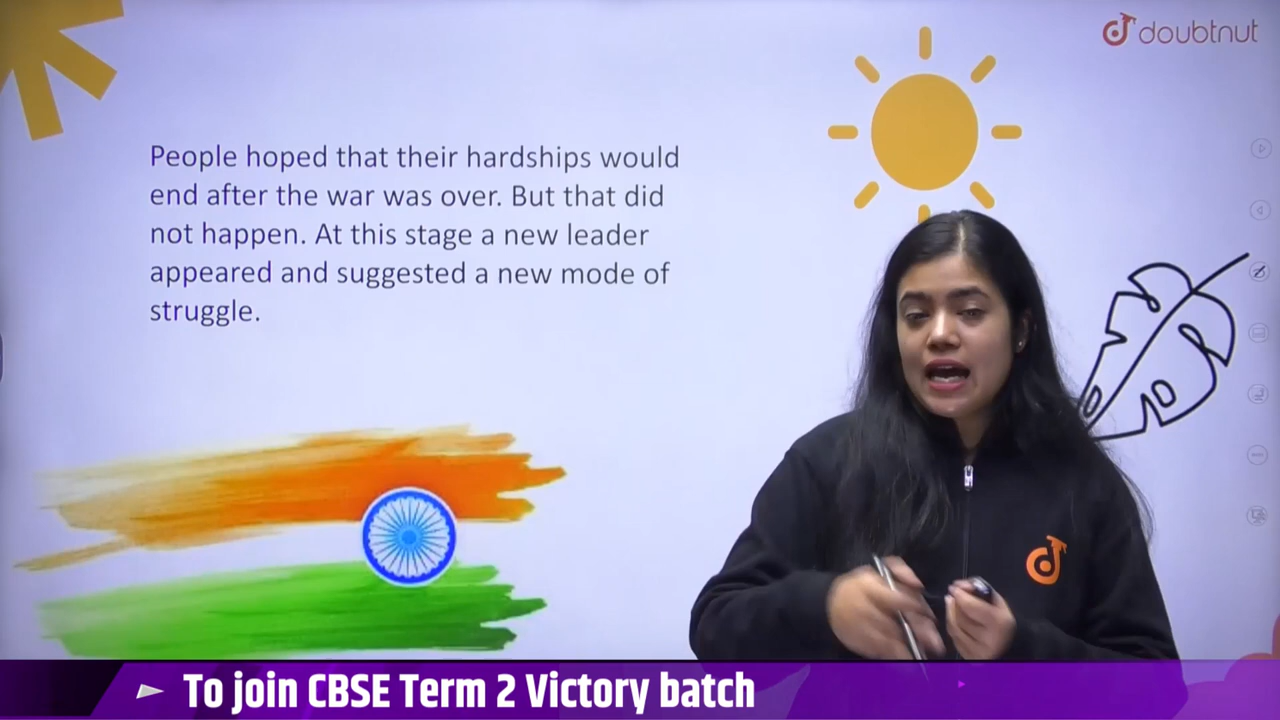 doubtnut
People hoped that their hardships would
end after the war was over. But that did
not happen. At this stage a new leader
appeared and suggested a new mode of
struggle.
To join CBSE Term 2 Victory batch